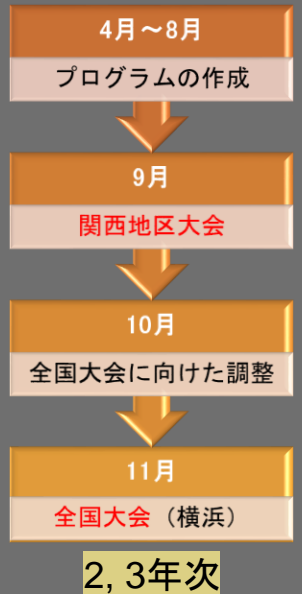 4月～8月
プログラムの作成
9月
関西地区大会
10月
全国大会に向けた調整
11月
全国大会（横浜）
2, 3年次